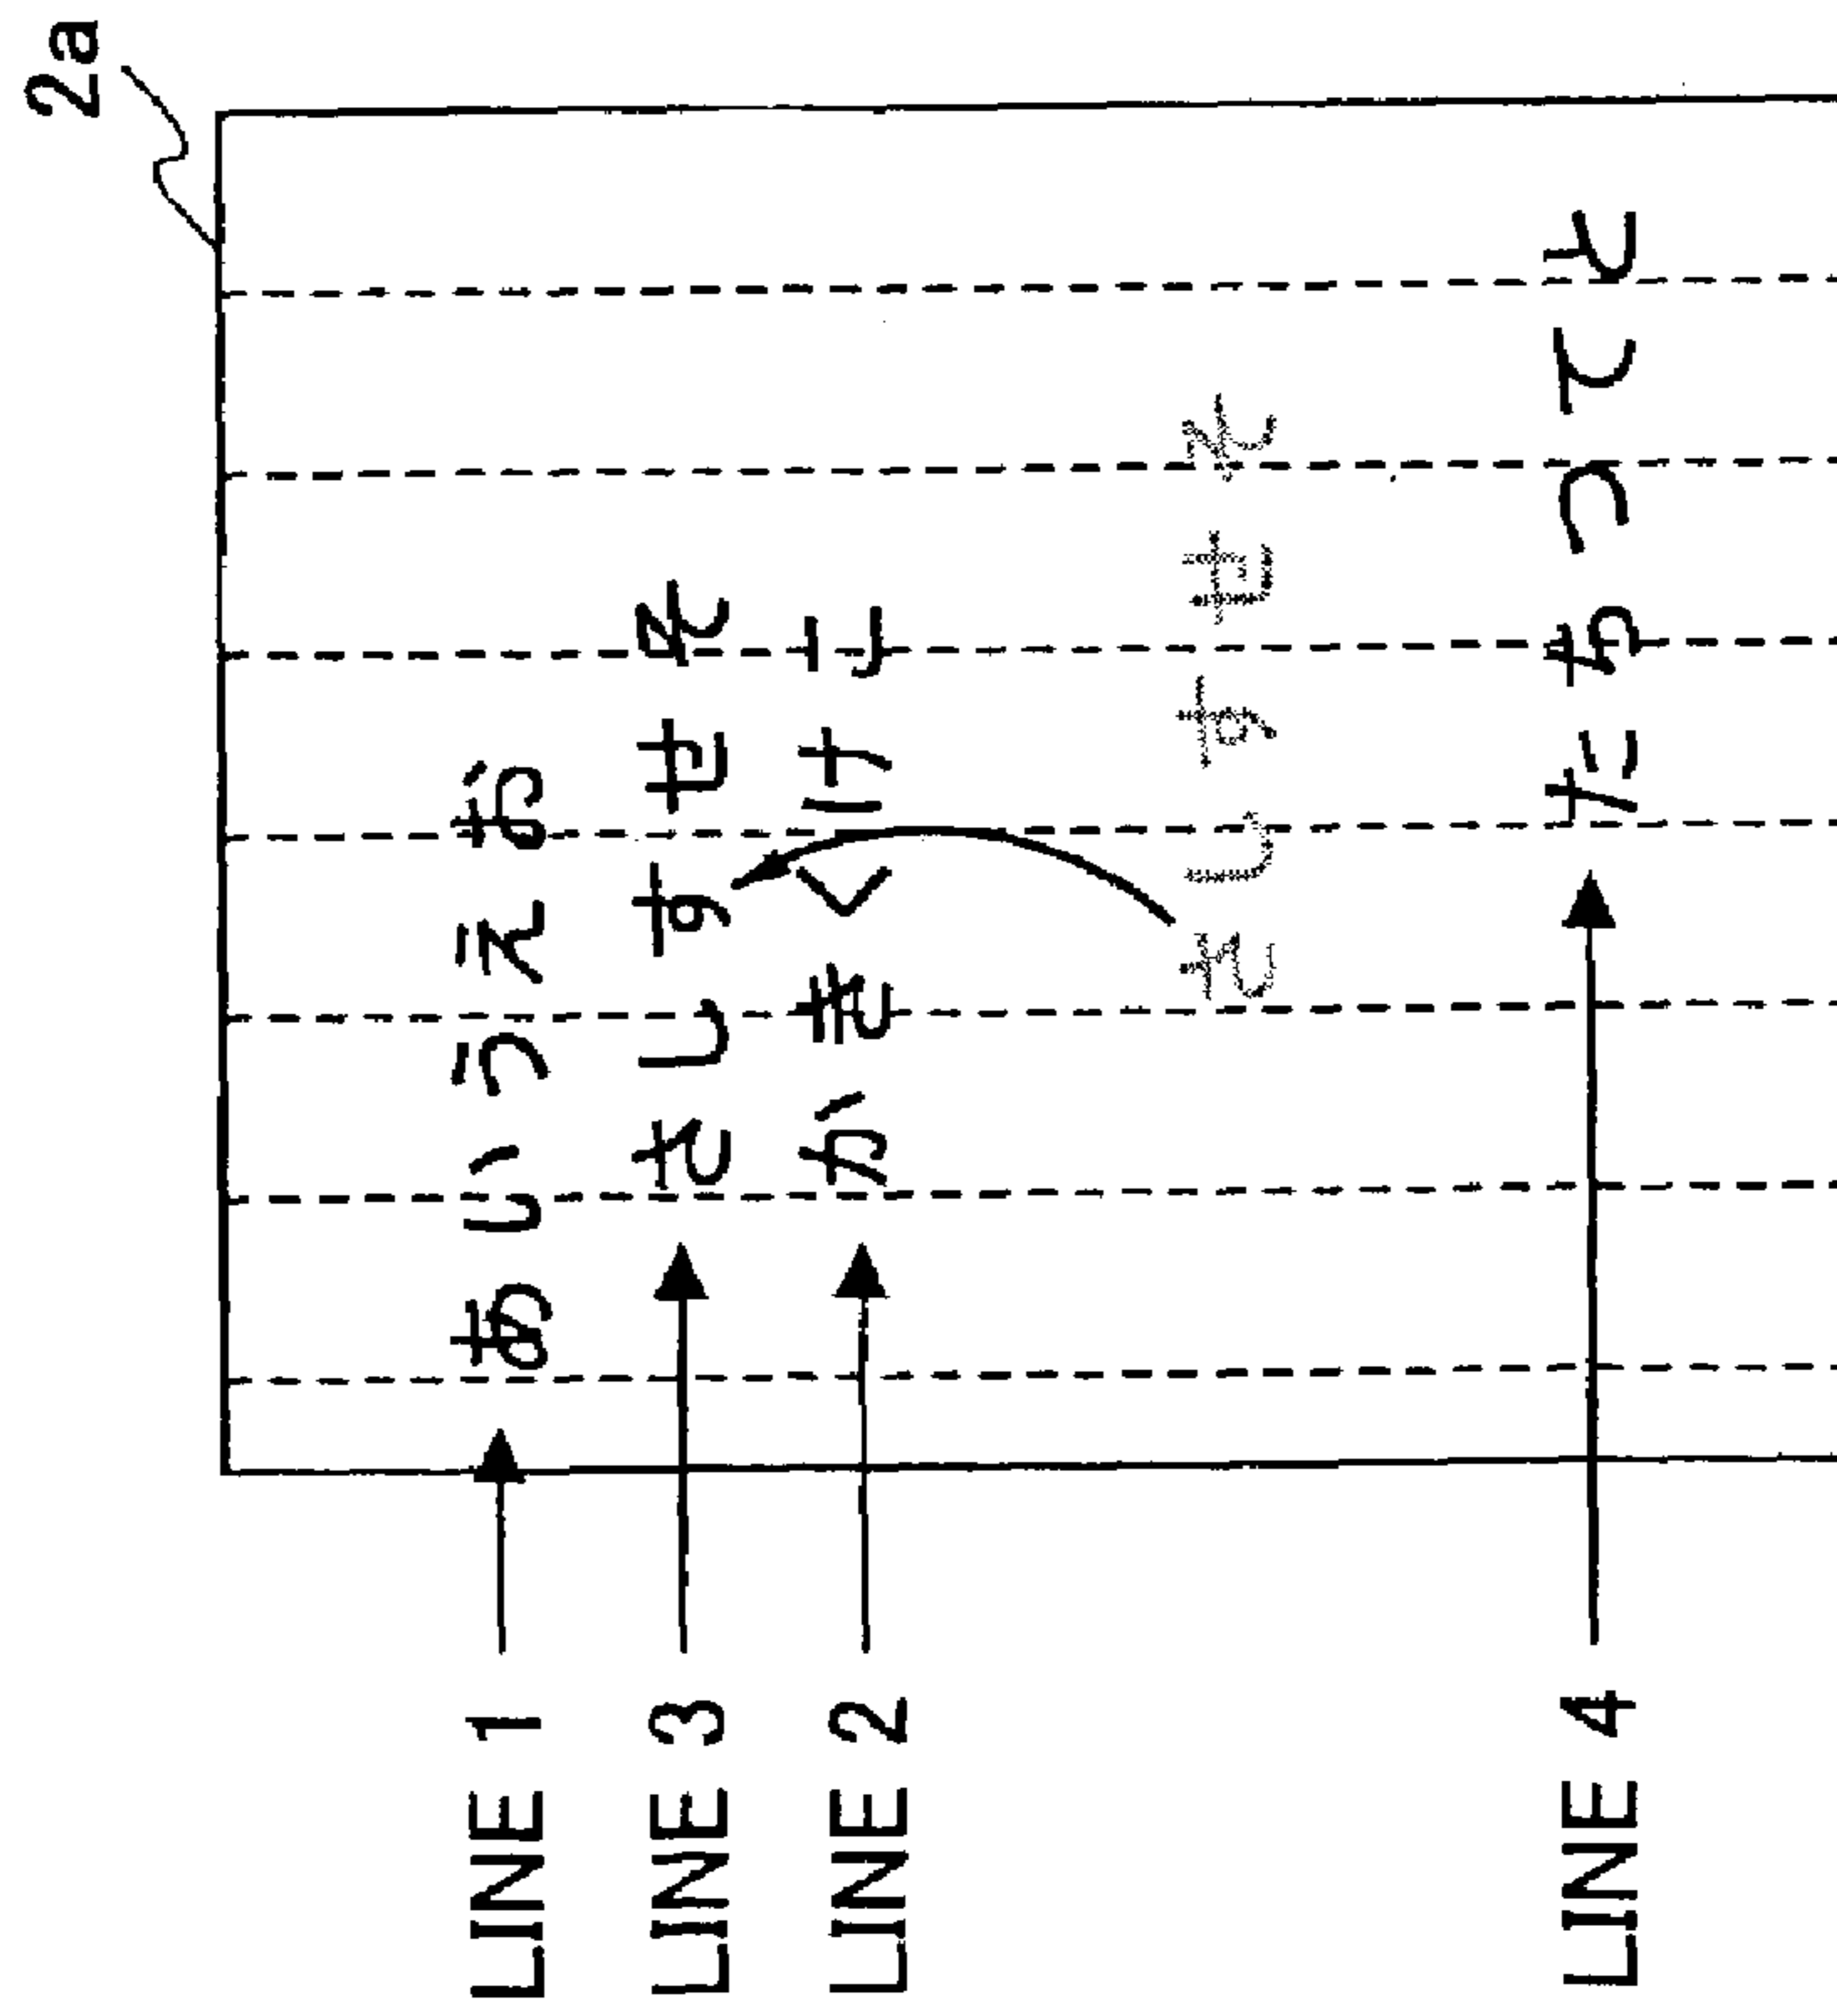 2a
LINE 1 あいうえお
LINE 3 さしすせそ
LINE 2 かきくけこ
さしすせそ
LINE 4 たちつてと